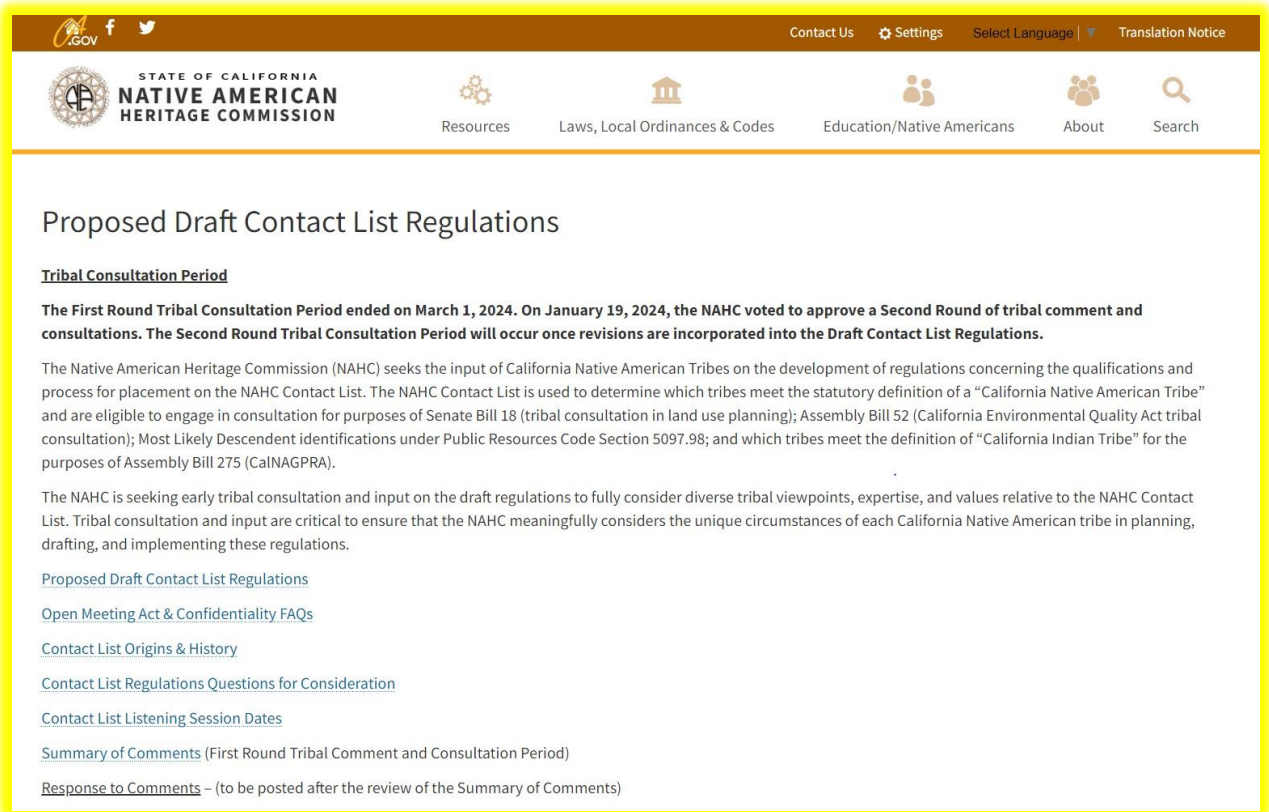 CA.GOV
Contact Us Settings Select Language ▼ Translation Notice
STATE OF CALIFORNIA
NATIVE AMERICAN
HERITAGE COMMISSION
Resources Laws, Local Ordinances & Codes Education/Native Americans About Search
Proposed Draft Contact List Regulations
Tribal Consultation Period
The First Round Tribal Consultation Period ended on March 1, 2024. On January 19, 2024, the NAHC voted to approve a Second Round of tribal comment and
consultations. The Second Round Tribal Consultation Period will occur once revisions are incorporated into the Draft Contact List Regulations.
The Native American Heritage Commission (NAHC) seeks the input of California Native American Tribes on the development of regulations concerning the qualifications and
process for placement on the NAHC Contact List. The NAHC Contact List is used to determine which tribes meet the statutory definition of a “California Native American Tribe”
and are eligible to engage in consultation for purposes of Senate Bill 18 (tribal consultation in land use planning); Assembly Bill 52 (California Environmental Quality Act tribal
consultation); Most Likely Descendent identifications under Public Resources Code Section 5097.98; and which tribes meet the definition of “California Indian Tribe” for the
purposes of Assembly Bill 275 (CalNAGPRA).
The NAHC is seeking early tribal consultation and input on the draft regulations to fully consider diverse tribal viewpoints, expertise, and values relative to the NAHC Contact
List. Tribal consultation and input are critical to ensure that the NAHC meaningfully considers the unique circumstances of each California Native American tribe in planning,
drafting, and implementing these regulations.
Proposed Draft Contact List Regulations
Open Meeting Act & Confidentiality FAQs
Contact List Origins & History
Contact List Regulations Questions for Consideration
Contact List Listening Session Dates
Summary of Comments (First Round Tribal Comment and Consultation Period)
Response to Comments – (to be posted after the review of the Summary of Comments)